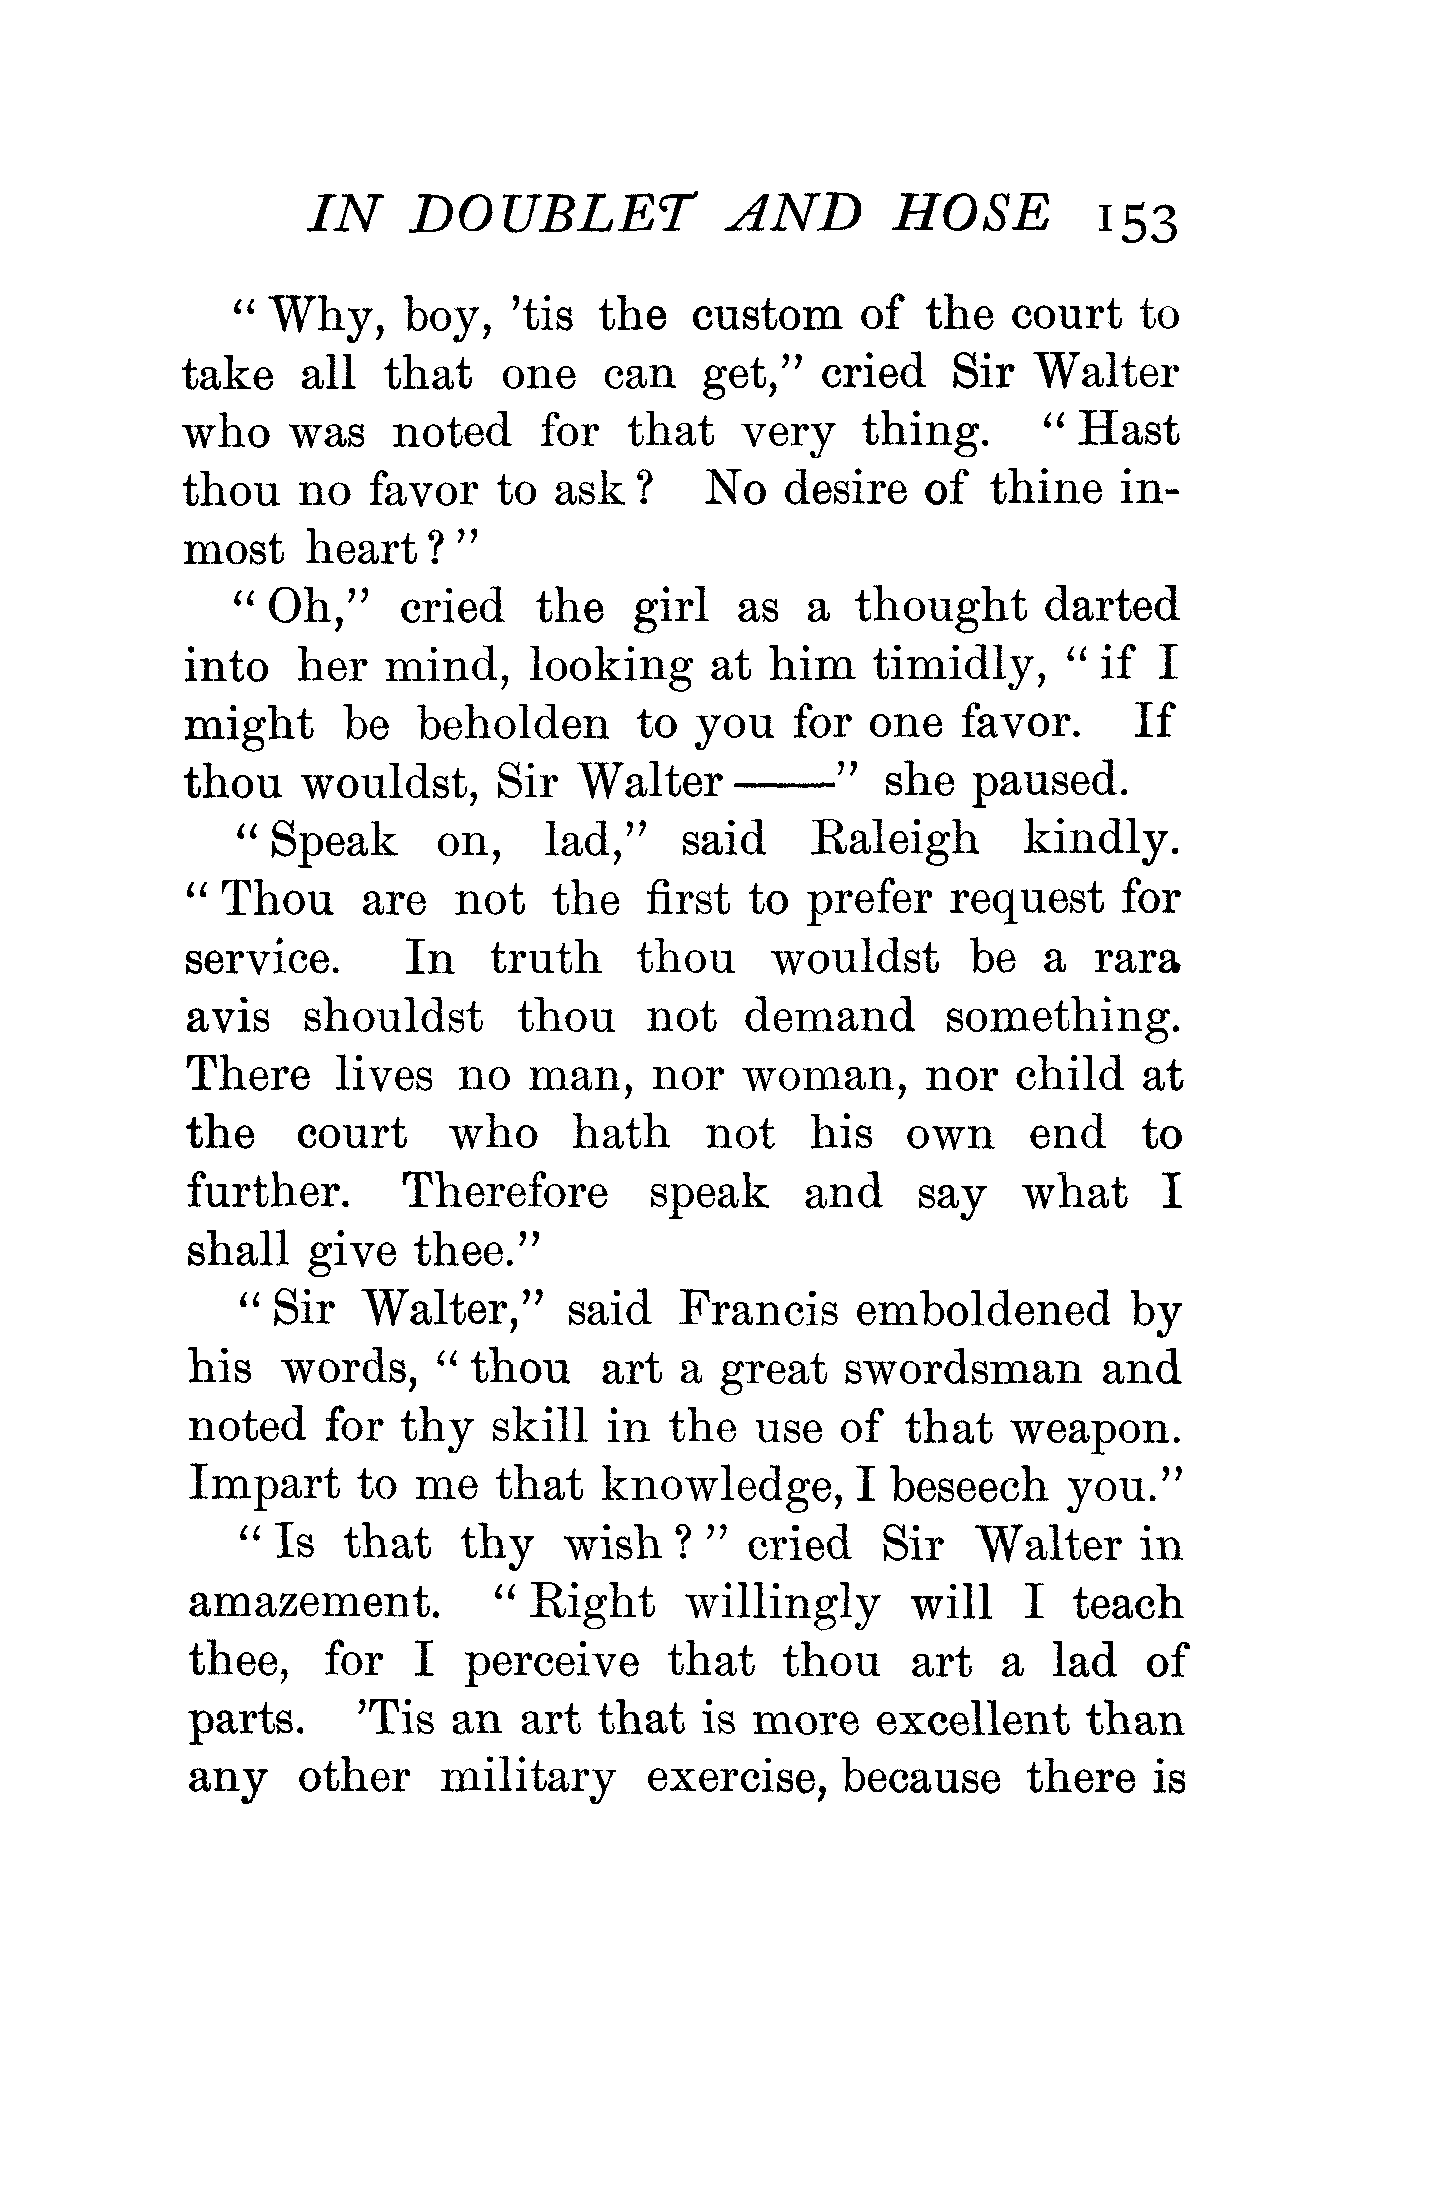 IN DOUBLET AND HOSE 153
“Why, boy, ’tis the custom of the court to
take all that one can get,” cried Sir Walter
who was noted for that very thing. “Hast
thou no favor to ask? No desire of thine in-
most heart?”
“Oh,” cried the girl as a thought darted
into her mind, looking at him timidly, “if I
might be beholden to you for one favor. If
thou wouldst, Sir Walter——” she paused.
“Speak on, lad,” said Raleigh kindly.
“Thou are not the first to prefer request for
service. In truth thou wouldst be a rara
avis shouldst thou not demand something.
There lives no man, nor woman, nor child at
the court who hath not his own end to
further. Therefore speak and say what I
shall give thee.”
“Sir Walter,” said Francis emboldened by
his words, “thou art a great swordsman and
noted for thy skill in the use of that weapon.
Impart to me that knowledge, I beseech you.”
“Is that thy wish?” cried Sir Walter in
amazement. “Right willingly will I teach
thee, for I perceive that thou art a lad of
parts. ’Tis an art that is more excellent than
any other military exercise, because there is